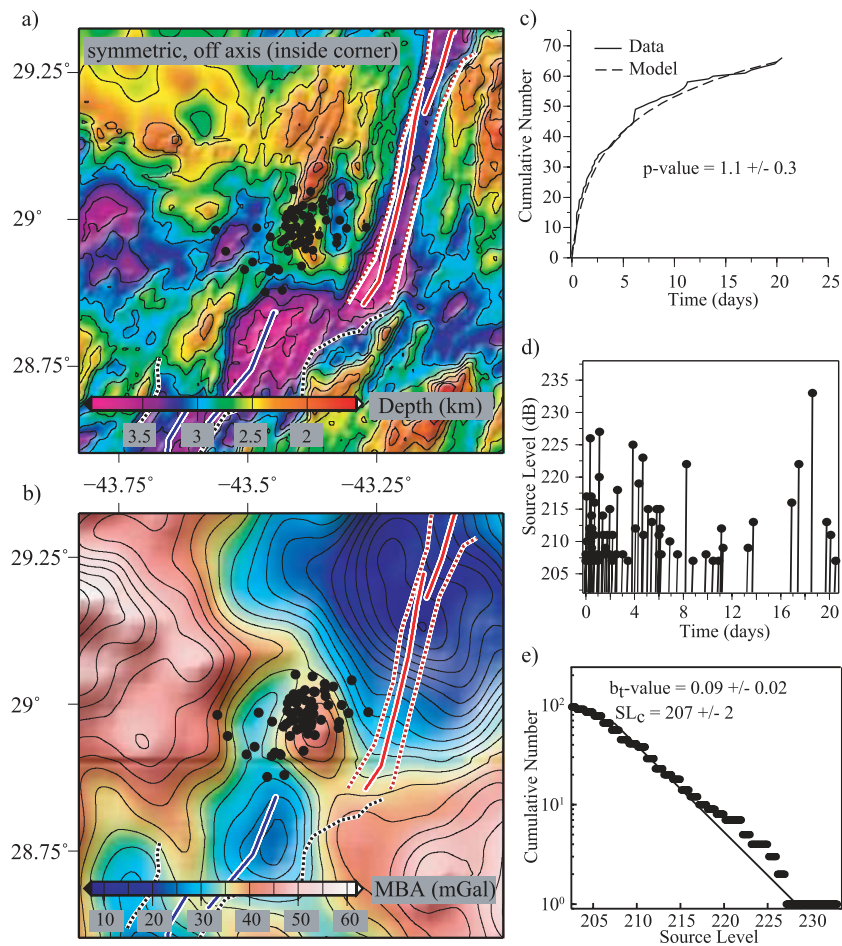 a)
symmetric, off axis (inside corner)
29.25°
29°
28.75°
Depth (km)
3.5 3 2.5 2
−43.75° −43.5° −43.25°
b)
29.25°
29°
28.75°
MBA (mGal)
10 20 30 40 50 60
c)
Cumulative Number
70
60
50
40
30
20
10
0
Data
Model
p-value = 1.1 +/- 0.3
0 5 10 15 20 25
Time (days)
d)
Source Level (dB)
235
230
225
220
215
210
205
0 4 8 12 16 20
Time (days)
e)
Cumulative Number
10²
10¹
10⁰
bt-value = 0.09 +/- 0.02
SLc = 207 +/- 2
205 210 215 220 225 230
Source Level